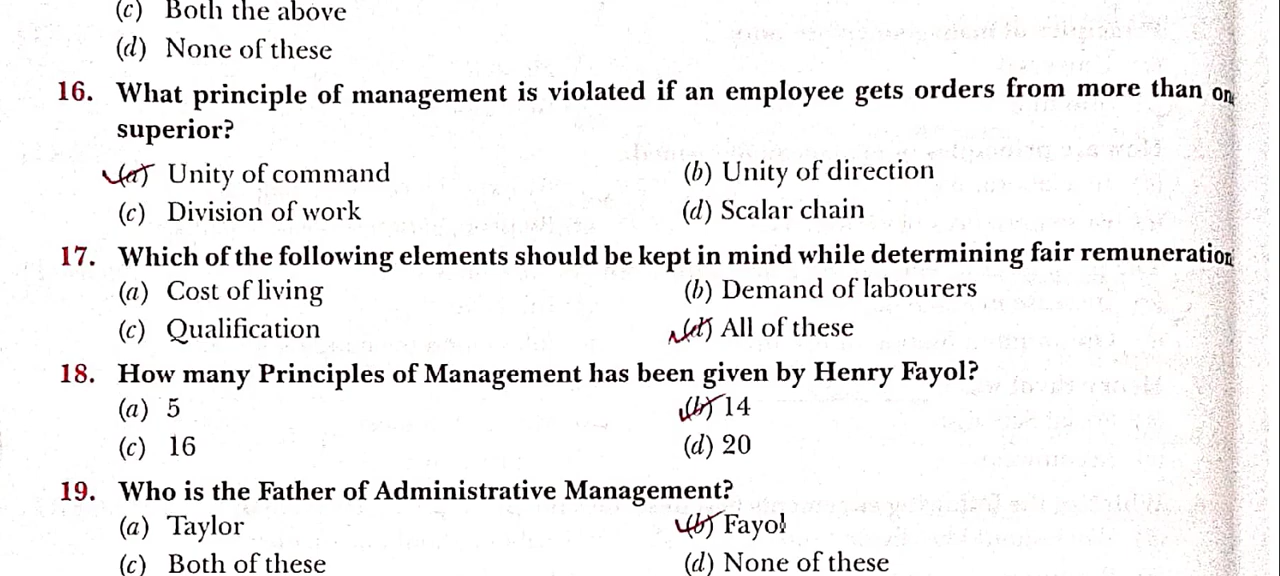 (c) Both the above
(d) None of these
16. What principle of management is violated if an employee gets orders from more than on
superior?
(a) Unity of command (b) Unity of direction
(c) Division of work (d) Scalar chain
17. Which of the following elements should be kept in mind while determining fair remuneration
(a) Cost of living (b) Demand of labourers
(c) Qualification (d) All of these
18. How many Principles of Management has been given by Henry Fayol?
(a) 5 (b) 14
(c) 16 (d) 20
19. Who is the Father of Administrative Management?
(a) Taylor (b) Fayol
(c) Both of these (d) None of these